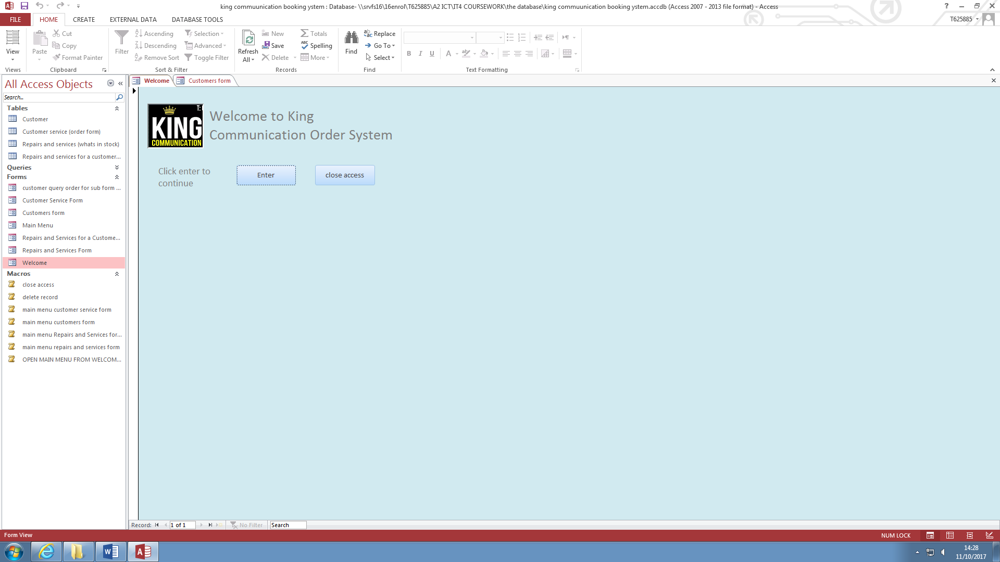 king commuunication booking ystem : Database- \\srvfs16\16enrol\T625885\A2 ICT\IT4 COURSEWORK\the database\king commuunication booking ystem.accdb (Access 2007 - 2013 file format) - Access
FILE HOME CREATE EXTERNAL DATA DATABASE TOOLS T625885
View
Views
Paste
Cut
Copy
Format Painter
Clipboard
Filter
Ascending
Descending
Remove Sort
Selection
Advanced
Toggle Filter
Sort & Filter
Refresh
All
New
Save
Delete
Totals
Spelling
More
Records
Find
Replace
Go To
Select
Find
B I U A
Text Formatting
All Access Objects
Search...
Tables
Customer
Customer service (order form)
Repairs and services (whats in stock)
Repairs and services for a customer...
Queries
Forms
customer query order for sub form ...
Customer Service Form
Customers form
Main Menu
Repairs and Services for a Custome...
Repairs and Services Form
Welcome
Macros
close access
delete record
main menu customer service form
main menu customers form
main menu Repairs and Services for...
main menu repairs and services form
OPEN MAIN MENU FROM WELCOM...
Welcome
Customers form
T:
KING
COMMUNICATION
Welcome to King
Communication Order System
Click enter to
continue
Enter
close access
Record: 1 of 1 No Filter Search
Form View
NUM LOCK
14:28
11/10/2017